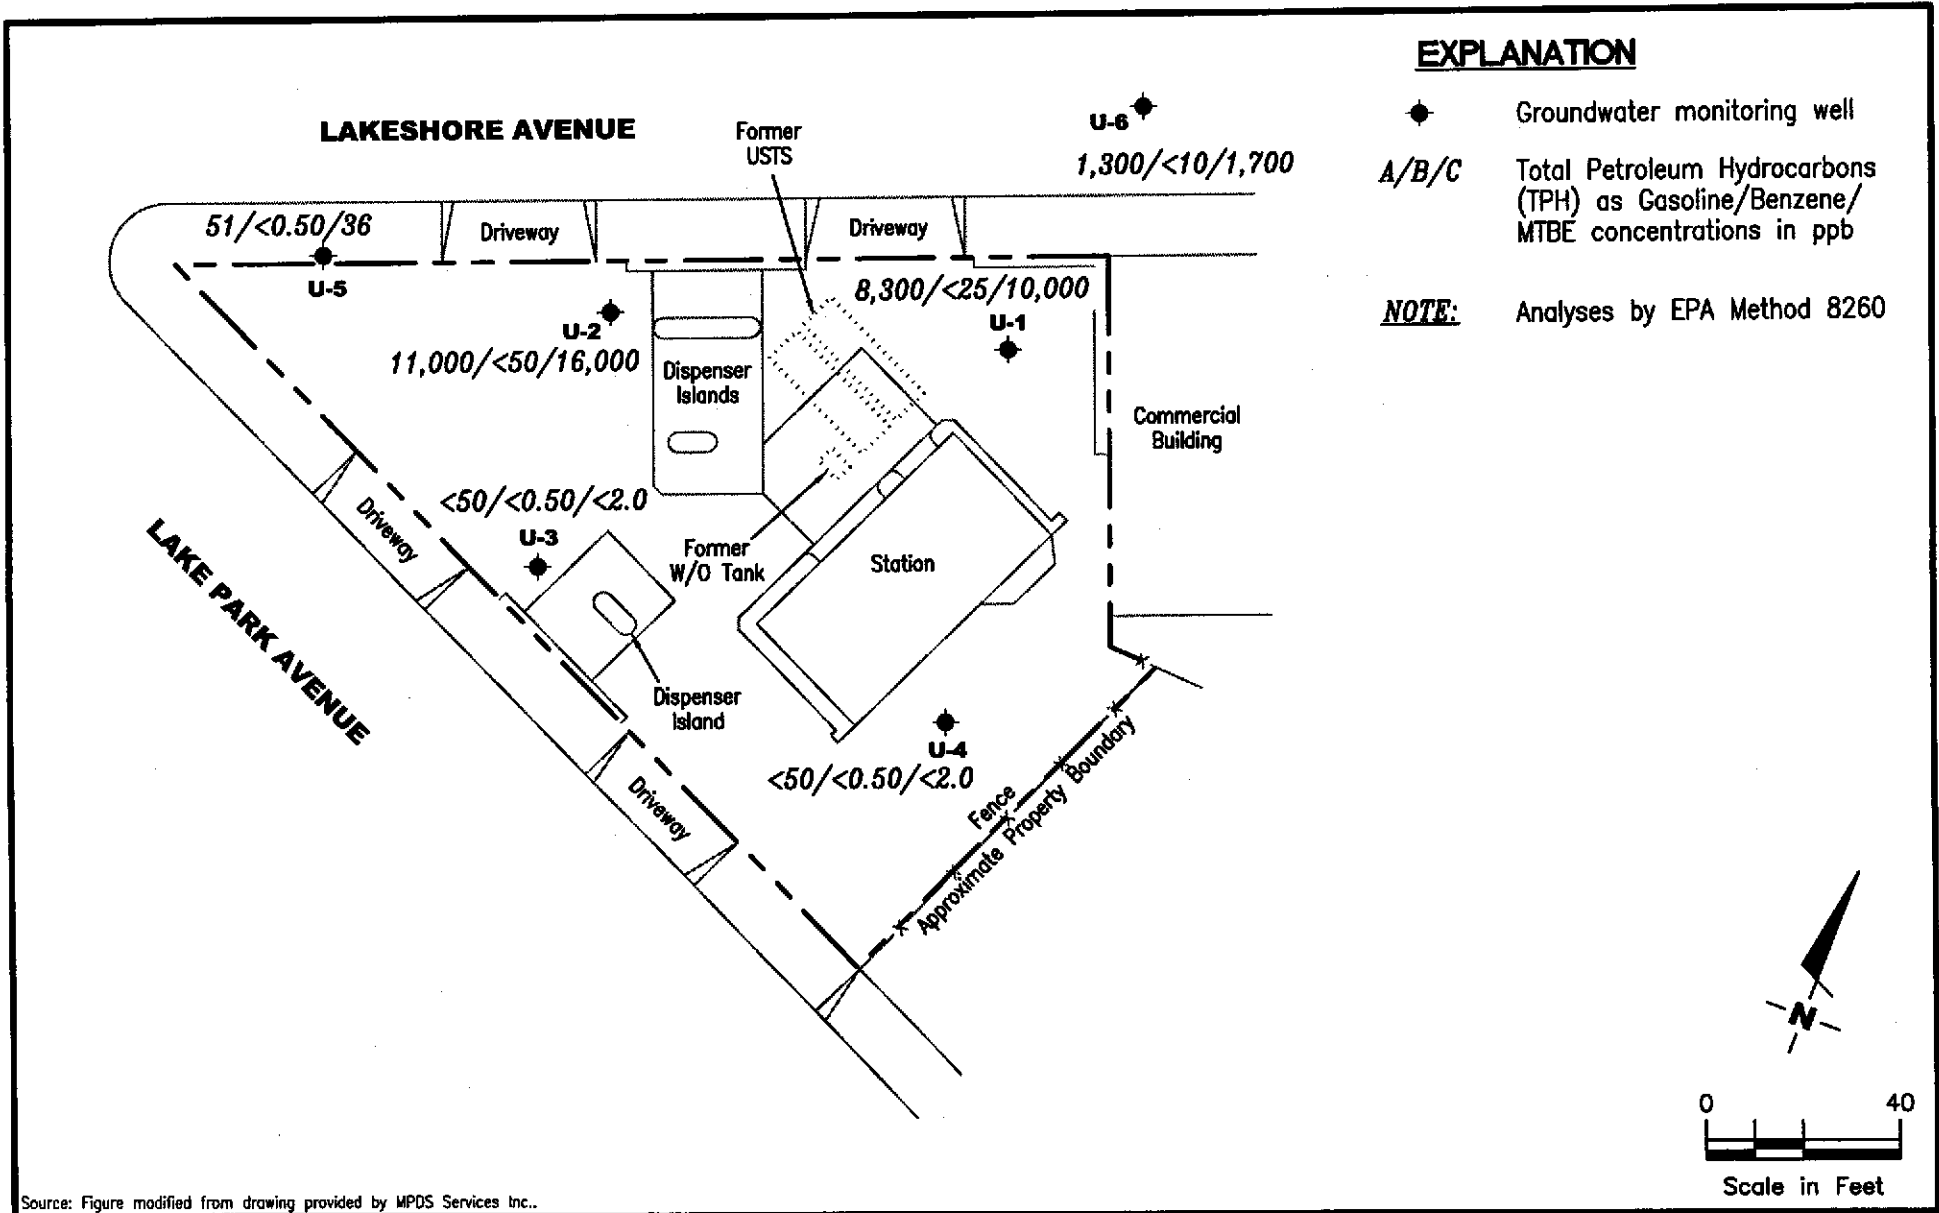 EXPLANATION
Groundwater monitoring well
A/B/C Total Petroleum Hydrocarbons
(TPH) as Gasoline/Benzene/
MTBE concentrations in ppb
NOTE: Analyses by EPA Method 8260
LAKESHORE AVENUE
Former
USTS
U-6
1,300/<10/1,700
51/<0.50/36
Driveway
Driveway
U-5
8,300/<25/10,000
U-1
U-2
11,000/<50/16,000
Dispenser
Islands
Commercial
Building
<50/<0.50/<2.0
U-3
Driveway
Former
W/O Tank
Station
LAKE PARK AVENUE
Dispenser
Island
U-4
<50/<0.50/<2.0
Driveway
Fence
Approximate Property Boundary
N
0 40
Scale in Feet
Source: Figure modified from drawing provided by MPDS Services Inc..